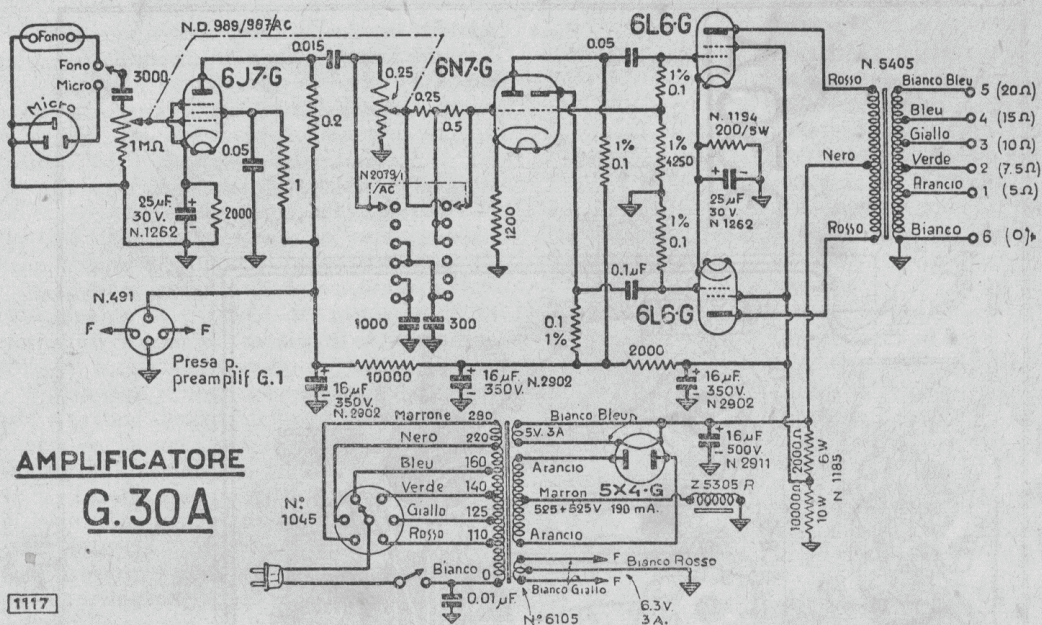 Fono
Fono
Micro
Micro
3000
1MΩ
N.D. 989/987/AC
6J7-G
0.015
0.25
0.25
0.5
6N7-G
0.05
6L6-G
1%
0.1
1%
0.1
1%
4250
1%
0.1
N. 1194
200/5W
25µF
30 V.
N 1262
0.2
0.05
1
25µF
30 V.
N.1262
2000
N 2079/1
/AC
1200
1000
300
0.1µF
0.1
1%
6L6-G
N 5405
Rosso
Nero
Rosso
Bianco Bleu
Bleu
Giallo
Verde
Arancio
Bianco
5 (20Ω)
4 (15Ω)
3 (10Ω)
2 (7.5Ω)
1 (5Ω)
6 (0)
N.491
F
F
Presa p.
preamplif G.1
10000
2000
16µF
350V.
N.2902
16µF
350V.
N.2902
16µF
350V.
N 2902
AMPLIFICATORE
G.30A
Nº
1045
Marrone 280
Nero 220
Bleu 160
Verde 140
Giallo 125
Rosso 110
Bianco 0
0.01µF
Bianco Bleu
5V. 3A
Arancio
5X4-G
Marron
525+525V 190 mA.
Arancio
F
Bianco Rosso
F
Bianco Giallo
6.3V.
3 A.
Nº6105
Z 5305 R
16µF
500V
N 2911
2000Ω
6W
10000Ω
10W
N 1185
1117